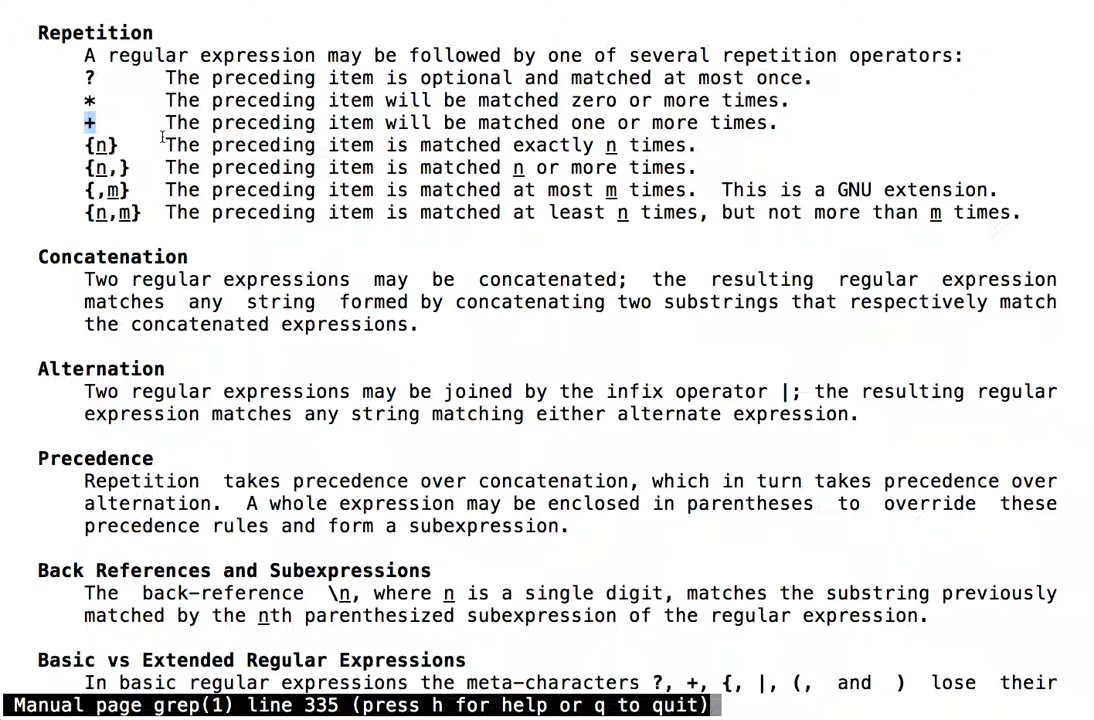 Repetition
A regular expression may be followed by one of several repetition operators:
? The preceding item is optional and matched at most once.
* The preceding item will be matched zero or more times.
+ The preceding item will be matched one or more times.
{n} The preceding item is matched exactly n times.
{n,} The preceding item is matched n or more times.
{,m} The preceding item is matched at most m times. This is a GNU extension.
{n,m} The preceding item is matched at least n times, but not more than m times.
Concatenation
Two regular expressions may be concatenated; the resulting regular expression
matches any string formed by concatenating two substrings that respectively match
the concatenated expressions.
Alternation
Two regular expressions may be joined by the infix operator |; the resulting regular
expression matches any string matching either alternate expression.
Precedence
Repetition takes precedence over concatenation, which in turn takes precedence over
alternation. A whole expression may be enclosed in parentheses to override these
precedence rules and form a subexpression.
Back References and Subexpressions
The back-reference \n, where n is a single digit, matches the substring previously
matched by the nth parenthesized subexpression of the regular expression.
Basic vs Extended Regular Expressions
In basic regular expressions the meta-characters ?, +, {, |, (, and ) lose their
Manual page grep(1) line 335 (press h for help or q to quit)